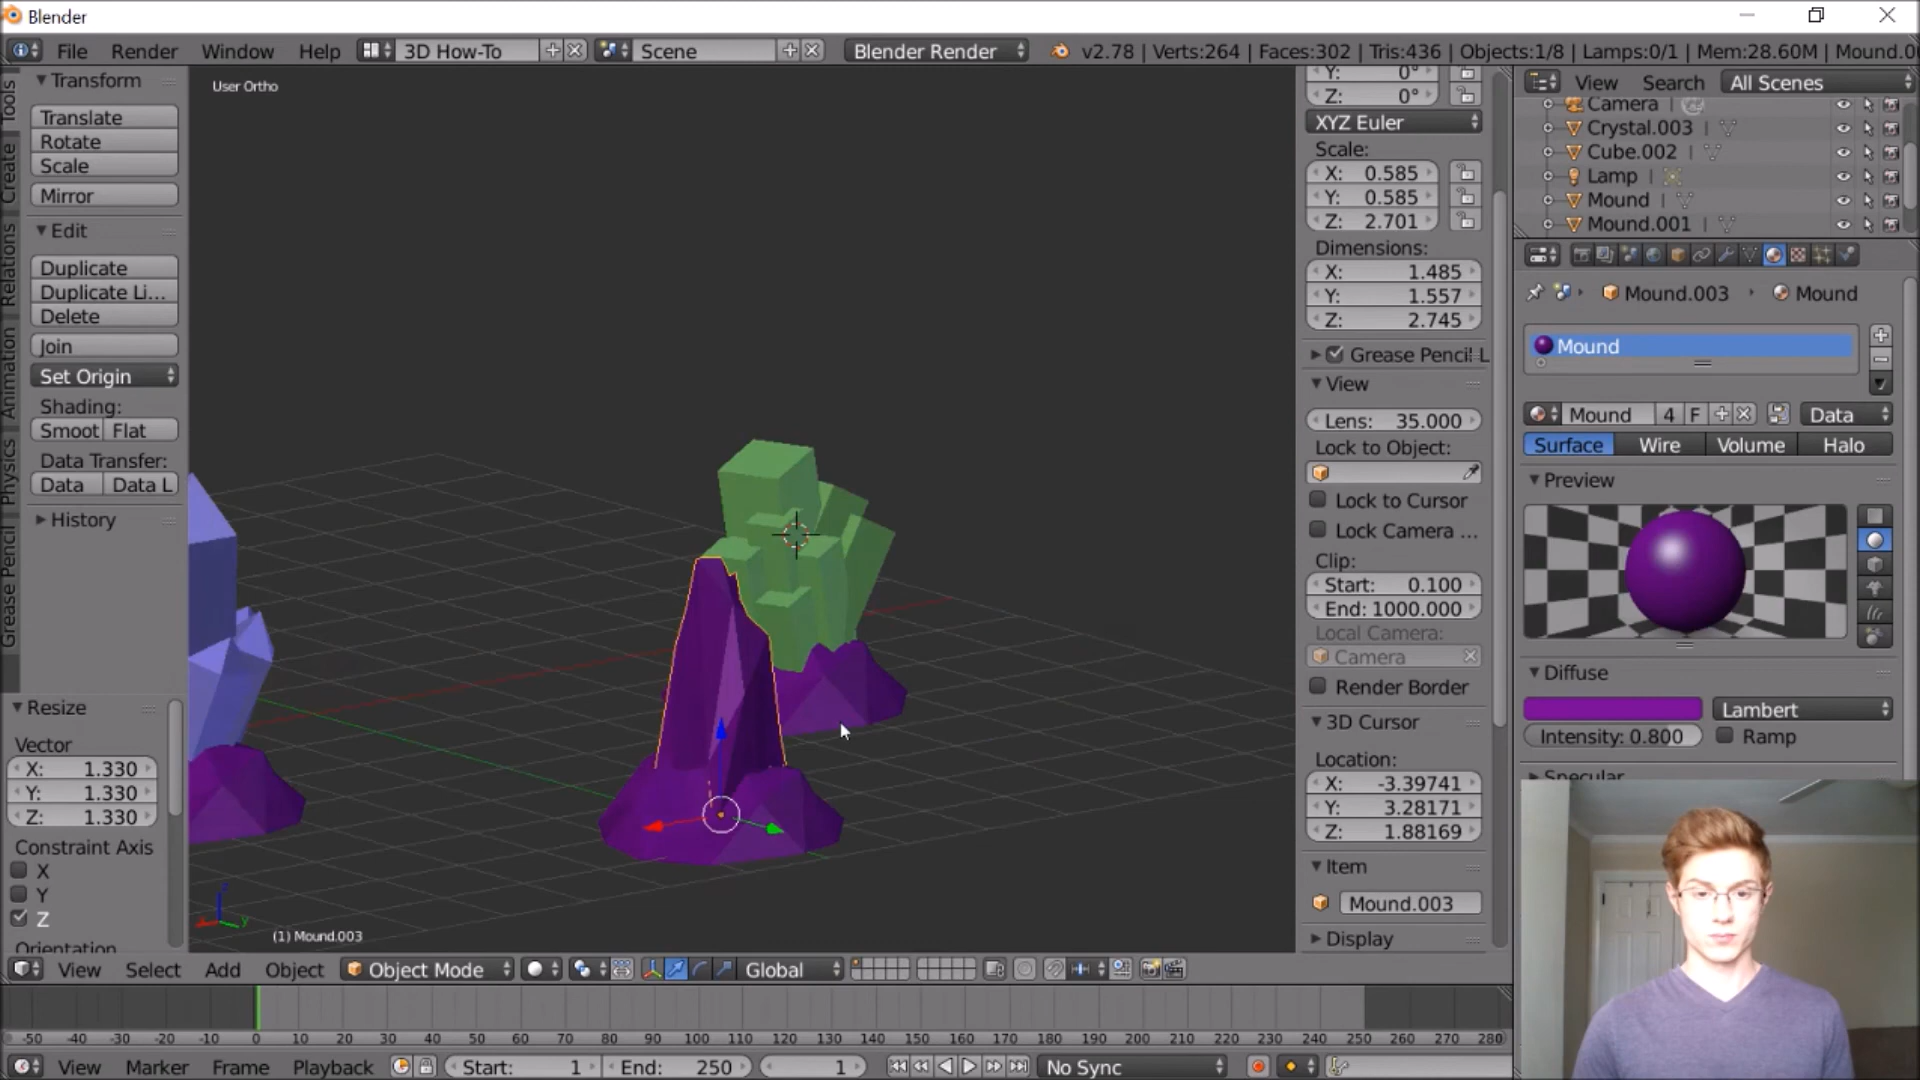 Blender
File Render Window Help 3D How-To Scene Blender Render v2.78 | Verts:264 | Faces:302 | Tris:436 | Objects:1/8 | Lamps:0/1 | Mem:28.60M | Mound.0
Tools
Create
Relations
Animation
Physics
Grease Pencil
Transform
Translate
Rotate
Scale
Mirror
Edit
Duplicate
Duplicate Li...
Delete
Join
Set Origin
Shading:
Smoot Flat
Data Transfer:
Data Data L
History
Resize
Vector
X: 1.330
Y: 1.330
Z: 1.330
Constraint Axis
X
Y
Z
Orientation
User Ortho
(1) Mound.003
Y: 0°
Z: 0°
XYZ Euler
Scale:
X: 0.585
Y: 0.585
Z: 2.701
Dimensions:
X: 1.485
Y: 1.557
Z: 2.745
Grease Pencil L
View
Lens: 35.000
Lock to Object:
Lock to Cursor
Lock Camera ...
Clip:
Start: 0.100
End: 1000.000
Local Camera:
Camera
Render Border
3D Cursor
Location:
X: -3.39741
Y: 3.28171
Z: 1.88169
Item
Mound.003
Display
View Search All Scenes
Camera
Crystal.003
Cube.002
Lamp
Mound
Mound.001
Mound.003 Mound
Mound
Mound 4 F Data
Surface Wire Volume Halo
Preview
Diffuse
Lambert
Intensity: 0.800 Ramp
Specular
View Select Add Object Object Mode Global
-50 -40 -30 -20 -10 0 10 20 30 40 50 60 70 80 90 100 110 120 130 140 150 160 170 180 190 200 210 220 230 240 250 260 270 280
View Marker Frame Playback Start: 1 End: 250 1 No Sync